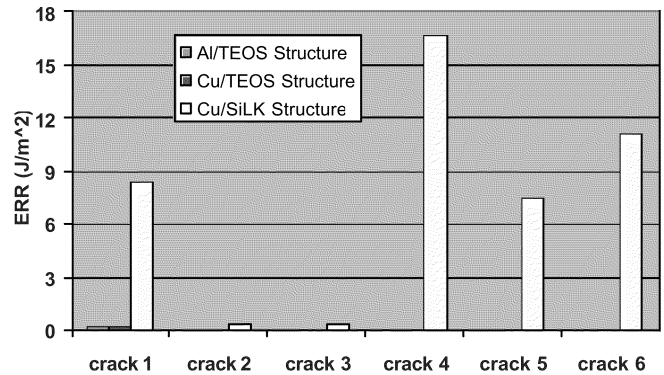 18
Al/TEOS Structure
Cu/TEOS Structure
Cu/SiLK Structure
15
12
9
6
3
0
ERR (J/m^2)
crack 1 crack 2 crack 3 crack 4 crack 5 crack 6